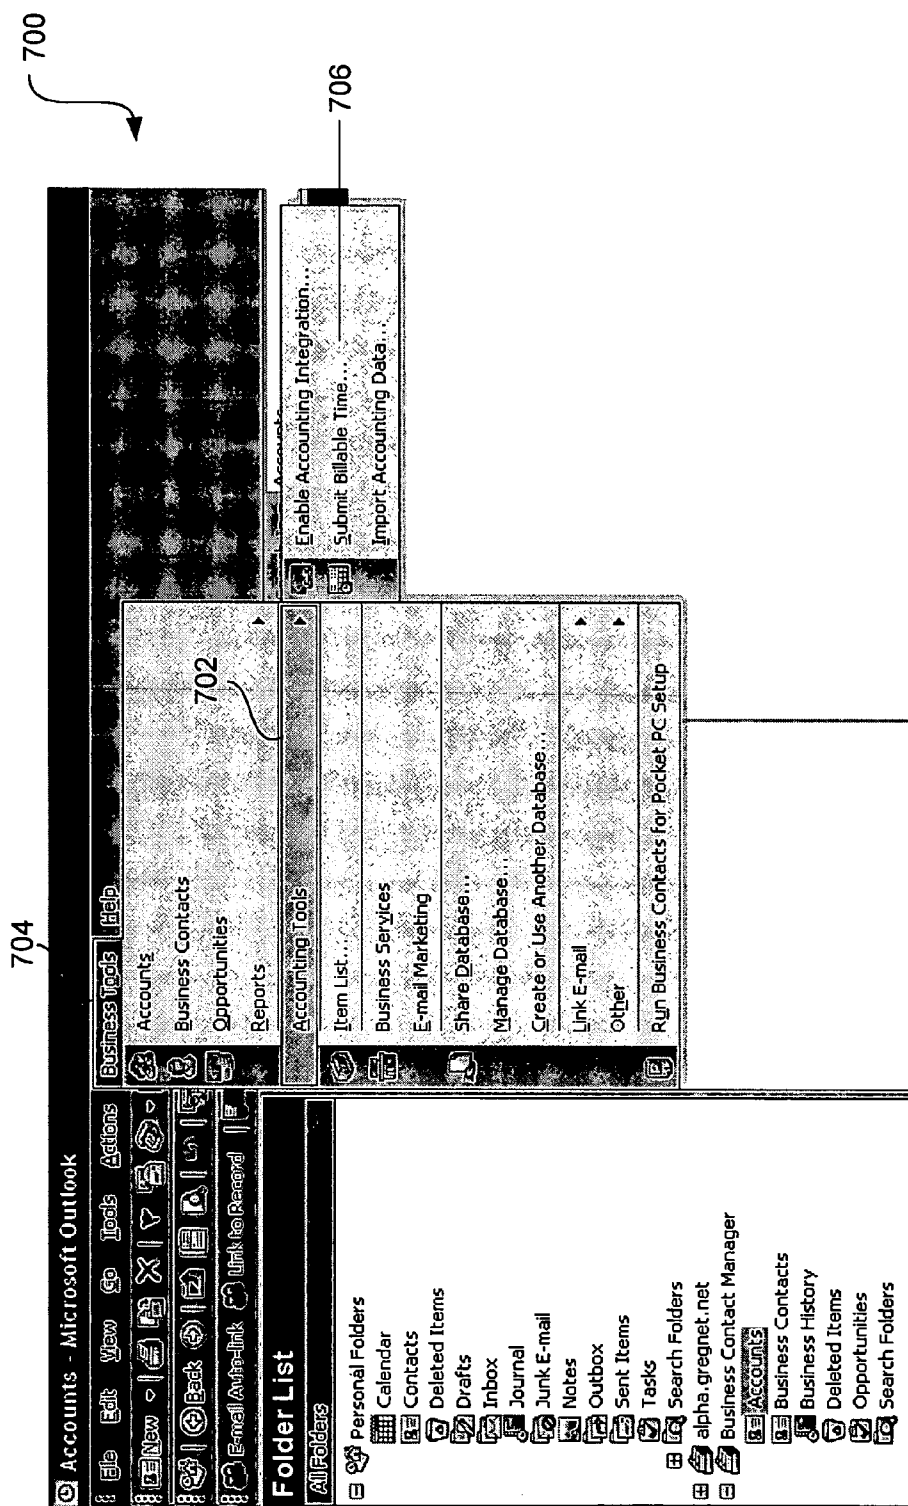 700
704
Accounts - Microsoft Outlook
File Edit View Go Tools Actions Business Tools Help
New
Back
E-mail Auto-link Link to Record
Folder List
All Folders
Personal Folders
Calendar
Contacts
Deleted Items
Drafts
Inbox
Journal
Junk E-mail
Notes
Outbox
Sent Items
Tasks
Search Folders
alpha.gregnet.net
Business Contact Manager
Accounts
Business Contacts
Business History
Deleted Items
Opportunities
Search Folders
Accounts
Business Contacts
Opportunities
Reports
702
Accounting Tools
Item List...
Business Services
E-mail Marketing
Share Database...
Manage Database...
Create or Use Another Database...
Link E-mail
Other
Run Business Contacts for Pocket PC Setup
Accounts
Enable Accounting Integration...
Submit Billable Time...
Import Accounting Data...
706